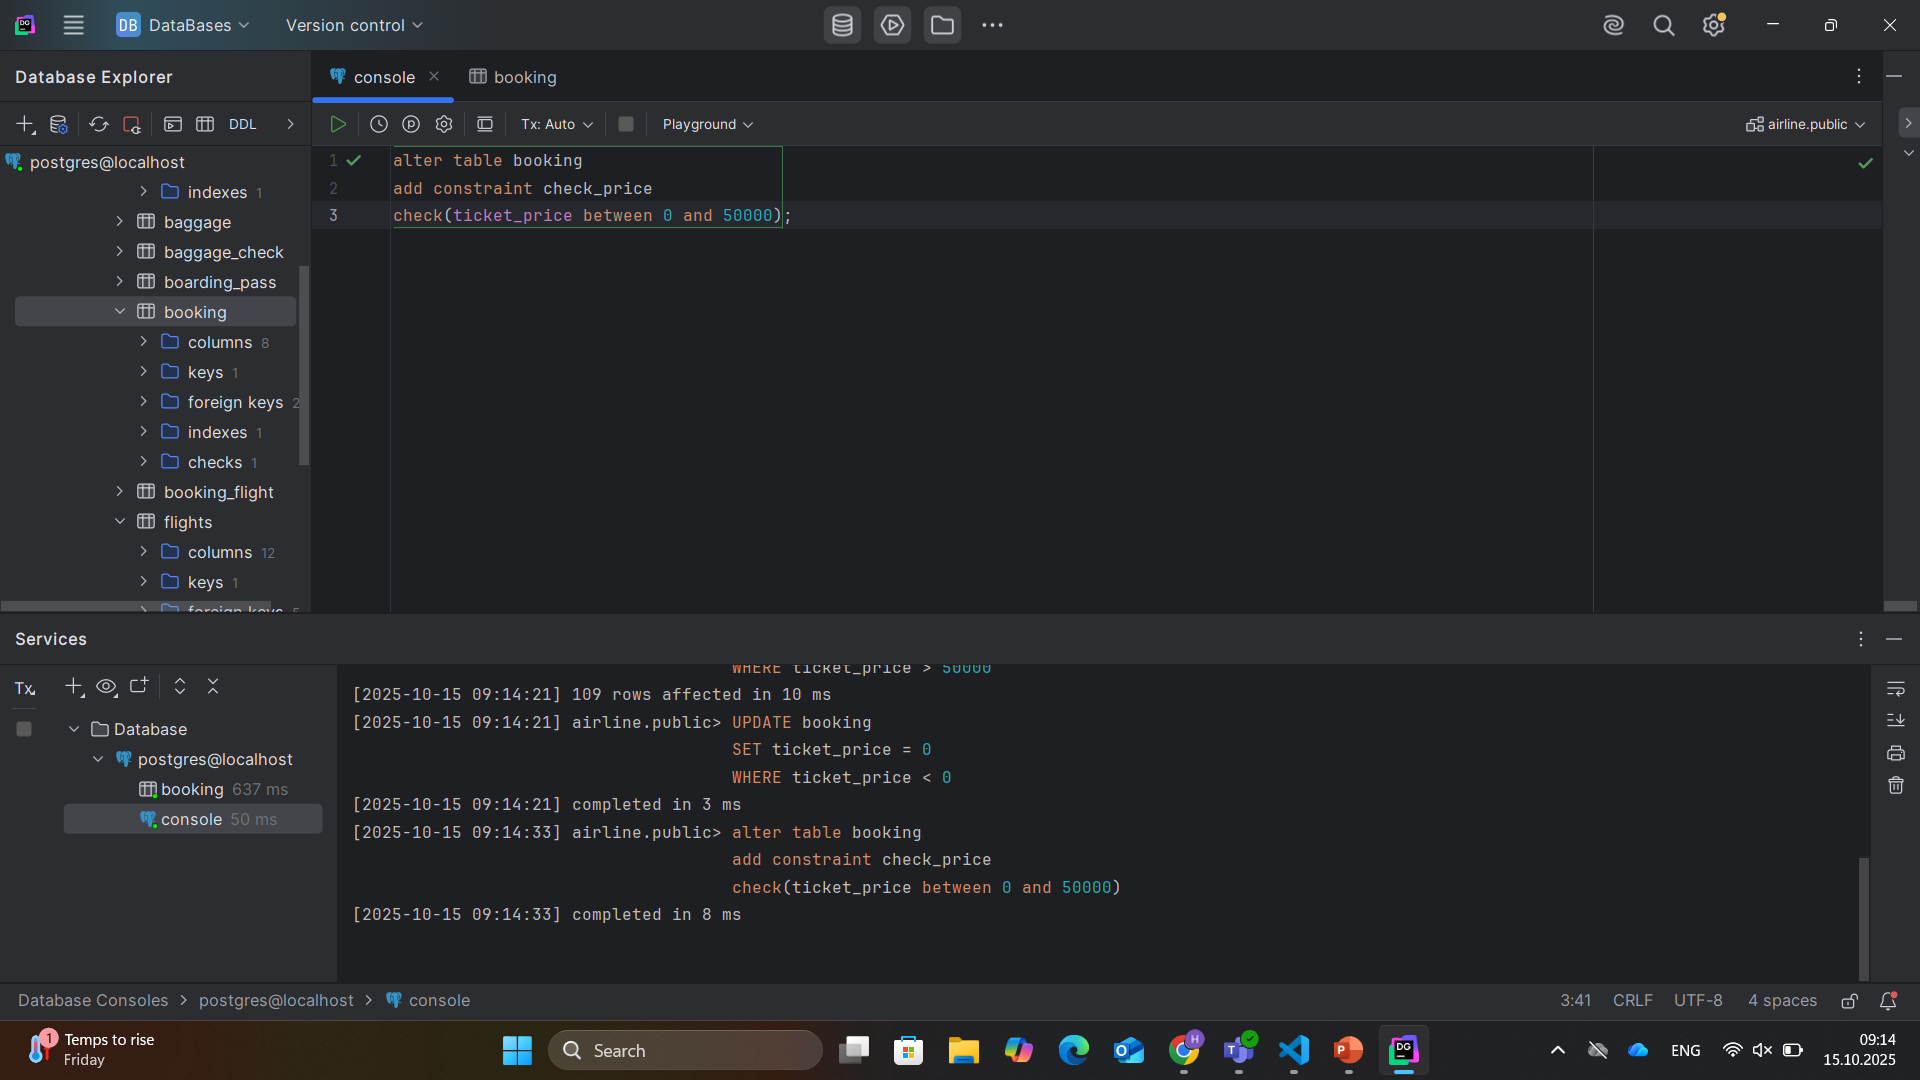 DB DataBases
Version control
Database Explorer
console
booking
DDL
Tx: Auto
Playground
airline.public
postgres@localhost
indexes 1
baggage
baggage_check
boarding_pass
booking
columns 8
keys 1
foreign keys 2
indexes 1
checks 1
booking_flight
flights
columns 12
keys 1
foreign keys 5
1 alter table booking
2 add constraint check_price
3 check(ticket_price between 0 and 50000);
Services
Tx
Database
postgres@localhost
booking 637 ms
console 50 ms
WHERE ticket_price > 50000
[2025-10-15 09:14:21] 109 rows affected in 10 ms
[2025-10-15 09:14:21] airline.public> UPDATE booking
SET ticket_price = 0
WHERE ticket_price < 0
[2025-10-15 09:14:21] completed in 3 ms
[2025-10-15 09:14:33] airline.public> alter table booking
add constraint check_price
check(ticket_price between 0 and 50000)
[2025-10-15 09:14:33] completed in 8 ms
Database Consoles > postgres@localhost > console
3:41 CRLF UTF-8 4 spaces
1
Temps to rise
Friday
Search
H
ENG
09:14
15.10.2025